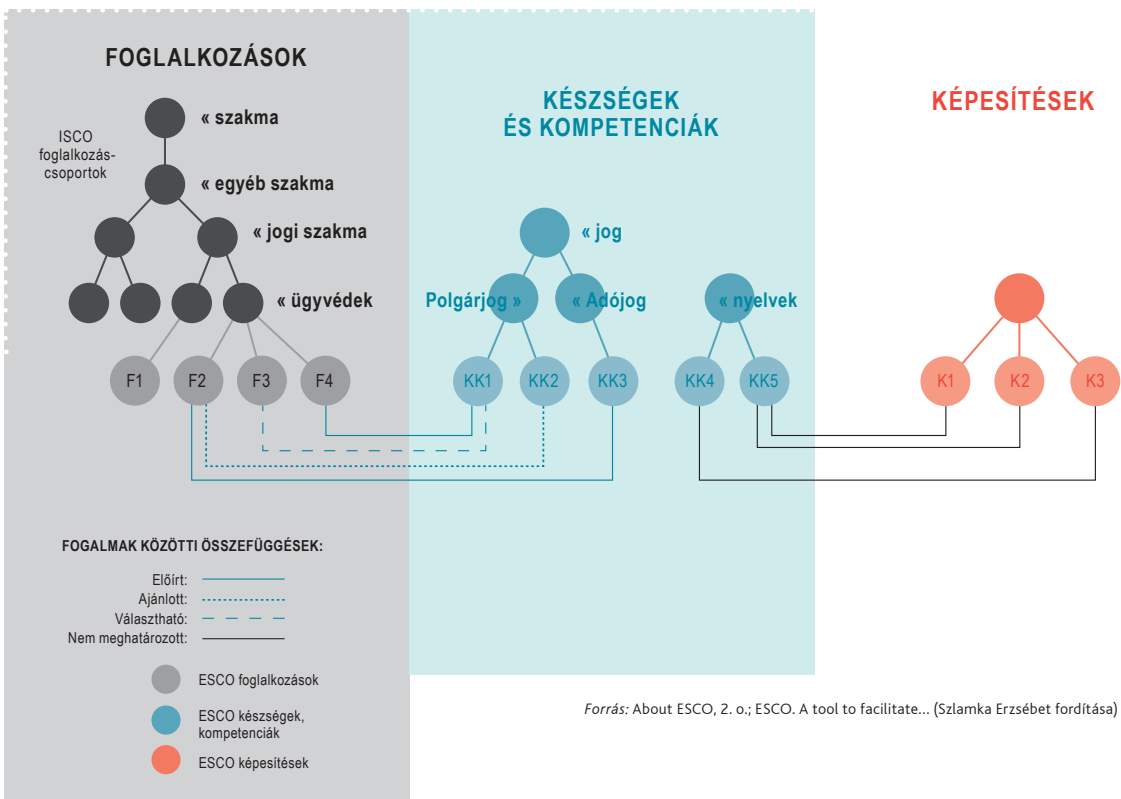 FOGLALKOZÁSOK
« szakma
ISCO
foglalkozás-
csoportok
« egyéb szakma
« jogi szakma
« ügyvédek
F1
F2
F3
F4
KÉSZSÉGEK
ÉS KOMPETENCIÁK
« jog
Polgárjog »
« Adójog
« nyelvek
KK1
KK2
KK3
KK4
KK5
KÉPESÍTÉSEK
K1
K2
K3
FOGALMAK KÖZÖTTI ÖSSZEFÜGGÉSEK:
Előírt:
Ajánlott:
Választható:
Nem meghatározott:
ESCO foglalkozások
ESCO készségek,
kompetenciák
ESCO képesítések
Forrás: About ESCO, 2. o.; ESCO. A tool to facilitate... (Szlamka Erzsébet fordítása)